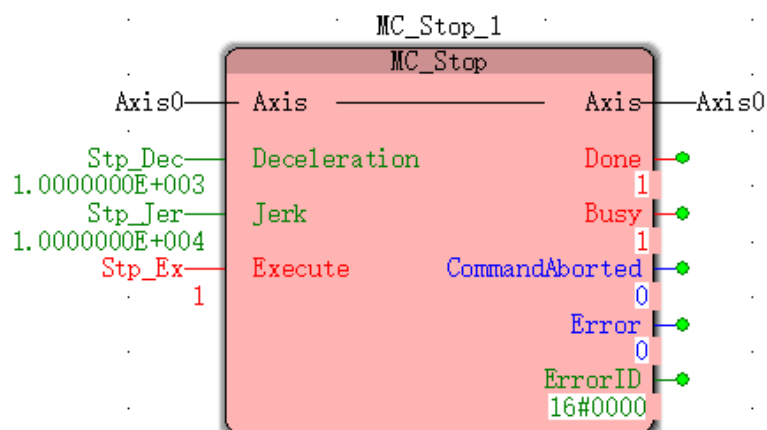 MC_Stop_1
MC_Stop
Axis0 Axis Axis Axis0
Stp_Dec Deceleration Done
1.0000000E+003 1
Stp_Jer Jerk Busy
1.0000000E+004 1
Stp_Ex Execute CommandAborted
1 0
Error
0
ErrorID
16#0000